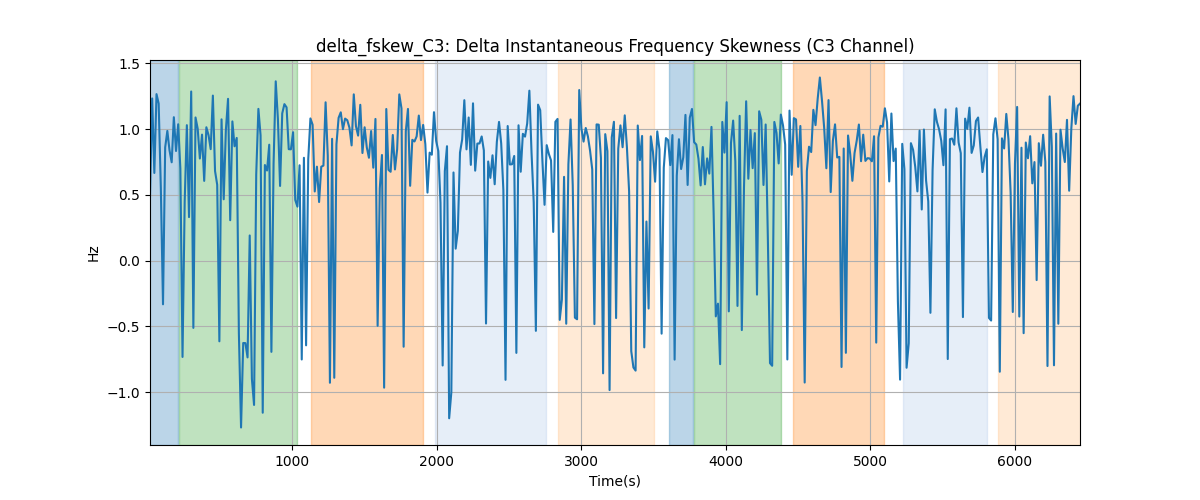 delta_fskew_C3: Delta Instantaneous Frequency Skewness (C3 Channel)
1.5
1.0
0.5
0.0
−0.5
−1.0
Hz
1000 2000 3000 4000 5000 6000
Time(s)